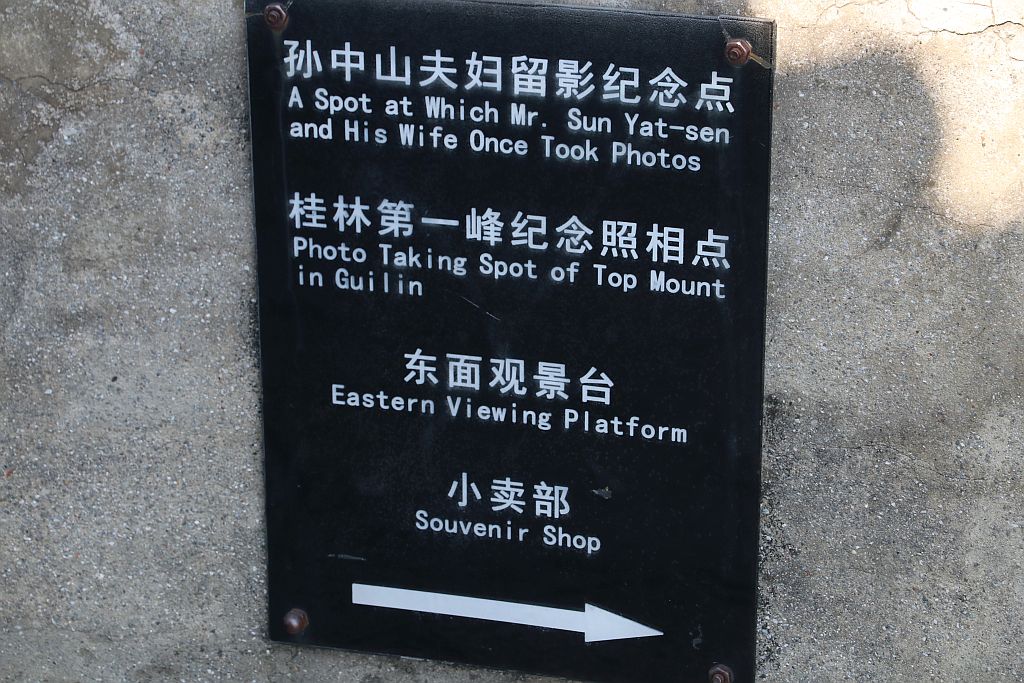 孙中山夫妇留影纪念点
A Spot at Which Mr. Sun Yat-sen
and His Wife Once Took Photos
桂林第一峰纪念照相点
Photo Taking Spot of Top Mount
in Guilin
东面观景台
Eastern Viewing Platform
小卖部
Souvenir Shop